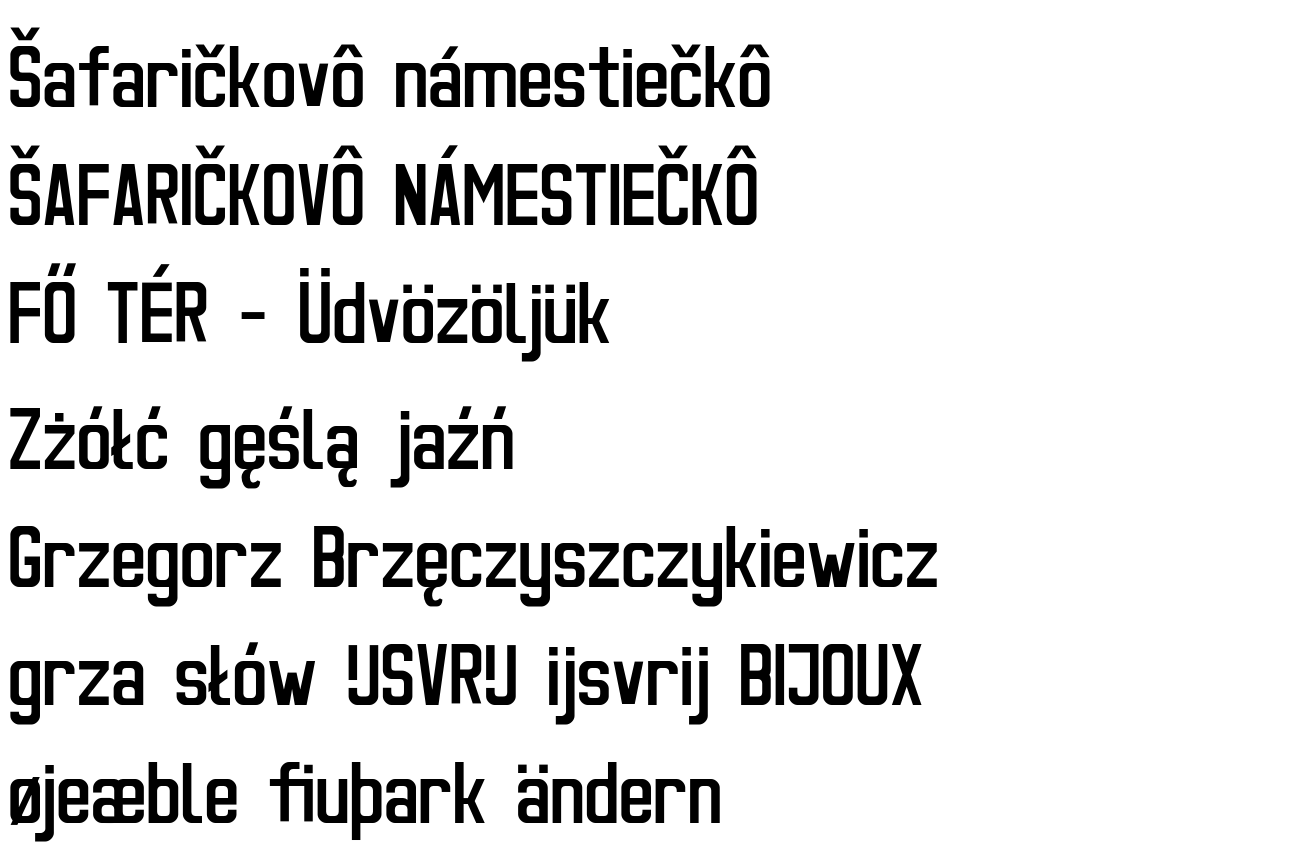 Šafaričkovô námestiečkô
ŠAFARIČKOVÔ NÁMESTIEČKÔ
FŐ TÉR - Üdvözöljük
Zżółć gęślą jaźń
Grzegorz Brzęczyszczykiewicz
grza słów IJSVRIJ ijsvrij BIJOUX
øjeæble fiuþark ändern